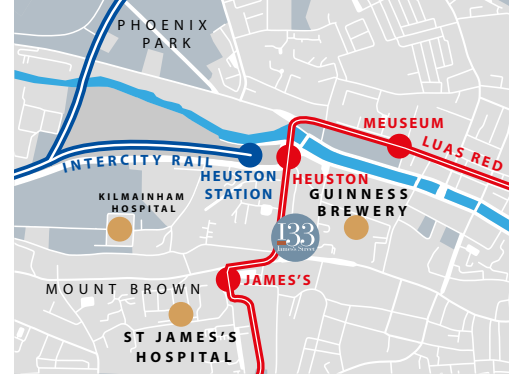 PHOENIX
PARK
MEUSEUM
LUAS RED
INTERCITY RAIL
HEUSTON
STATION
HEUSTON
GUINNESS
BREWERY
KILMAINHAM
HOSPITAL
133
James's Street
JAMES'S
MOUNT BROWN
ST JAMES'S
HOSPITAL